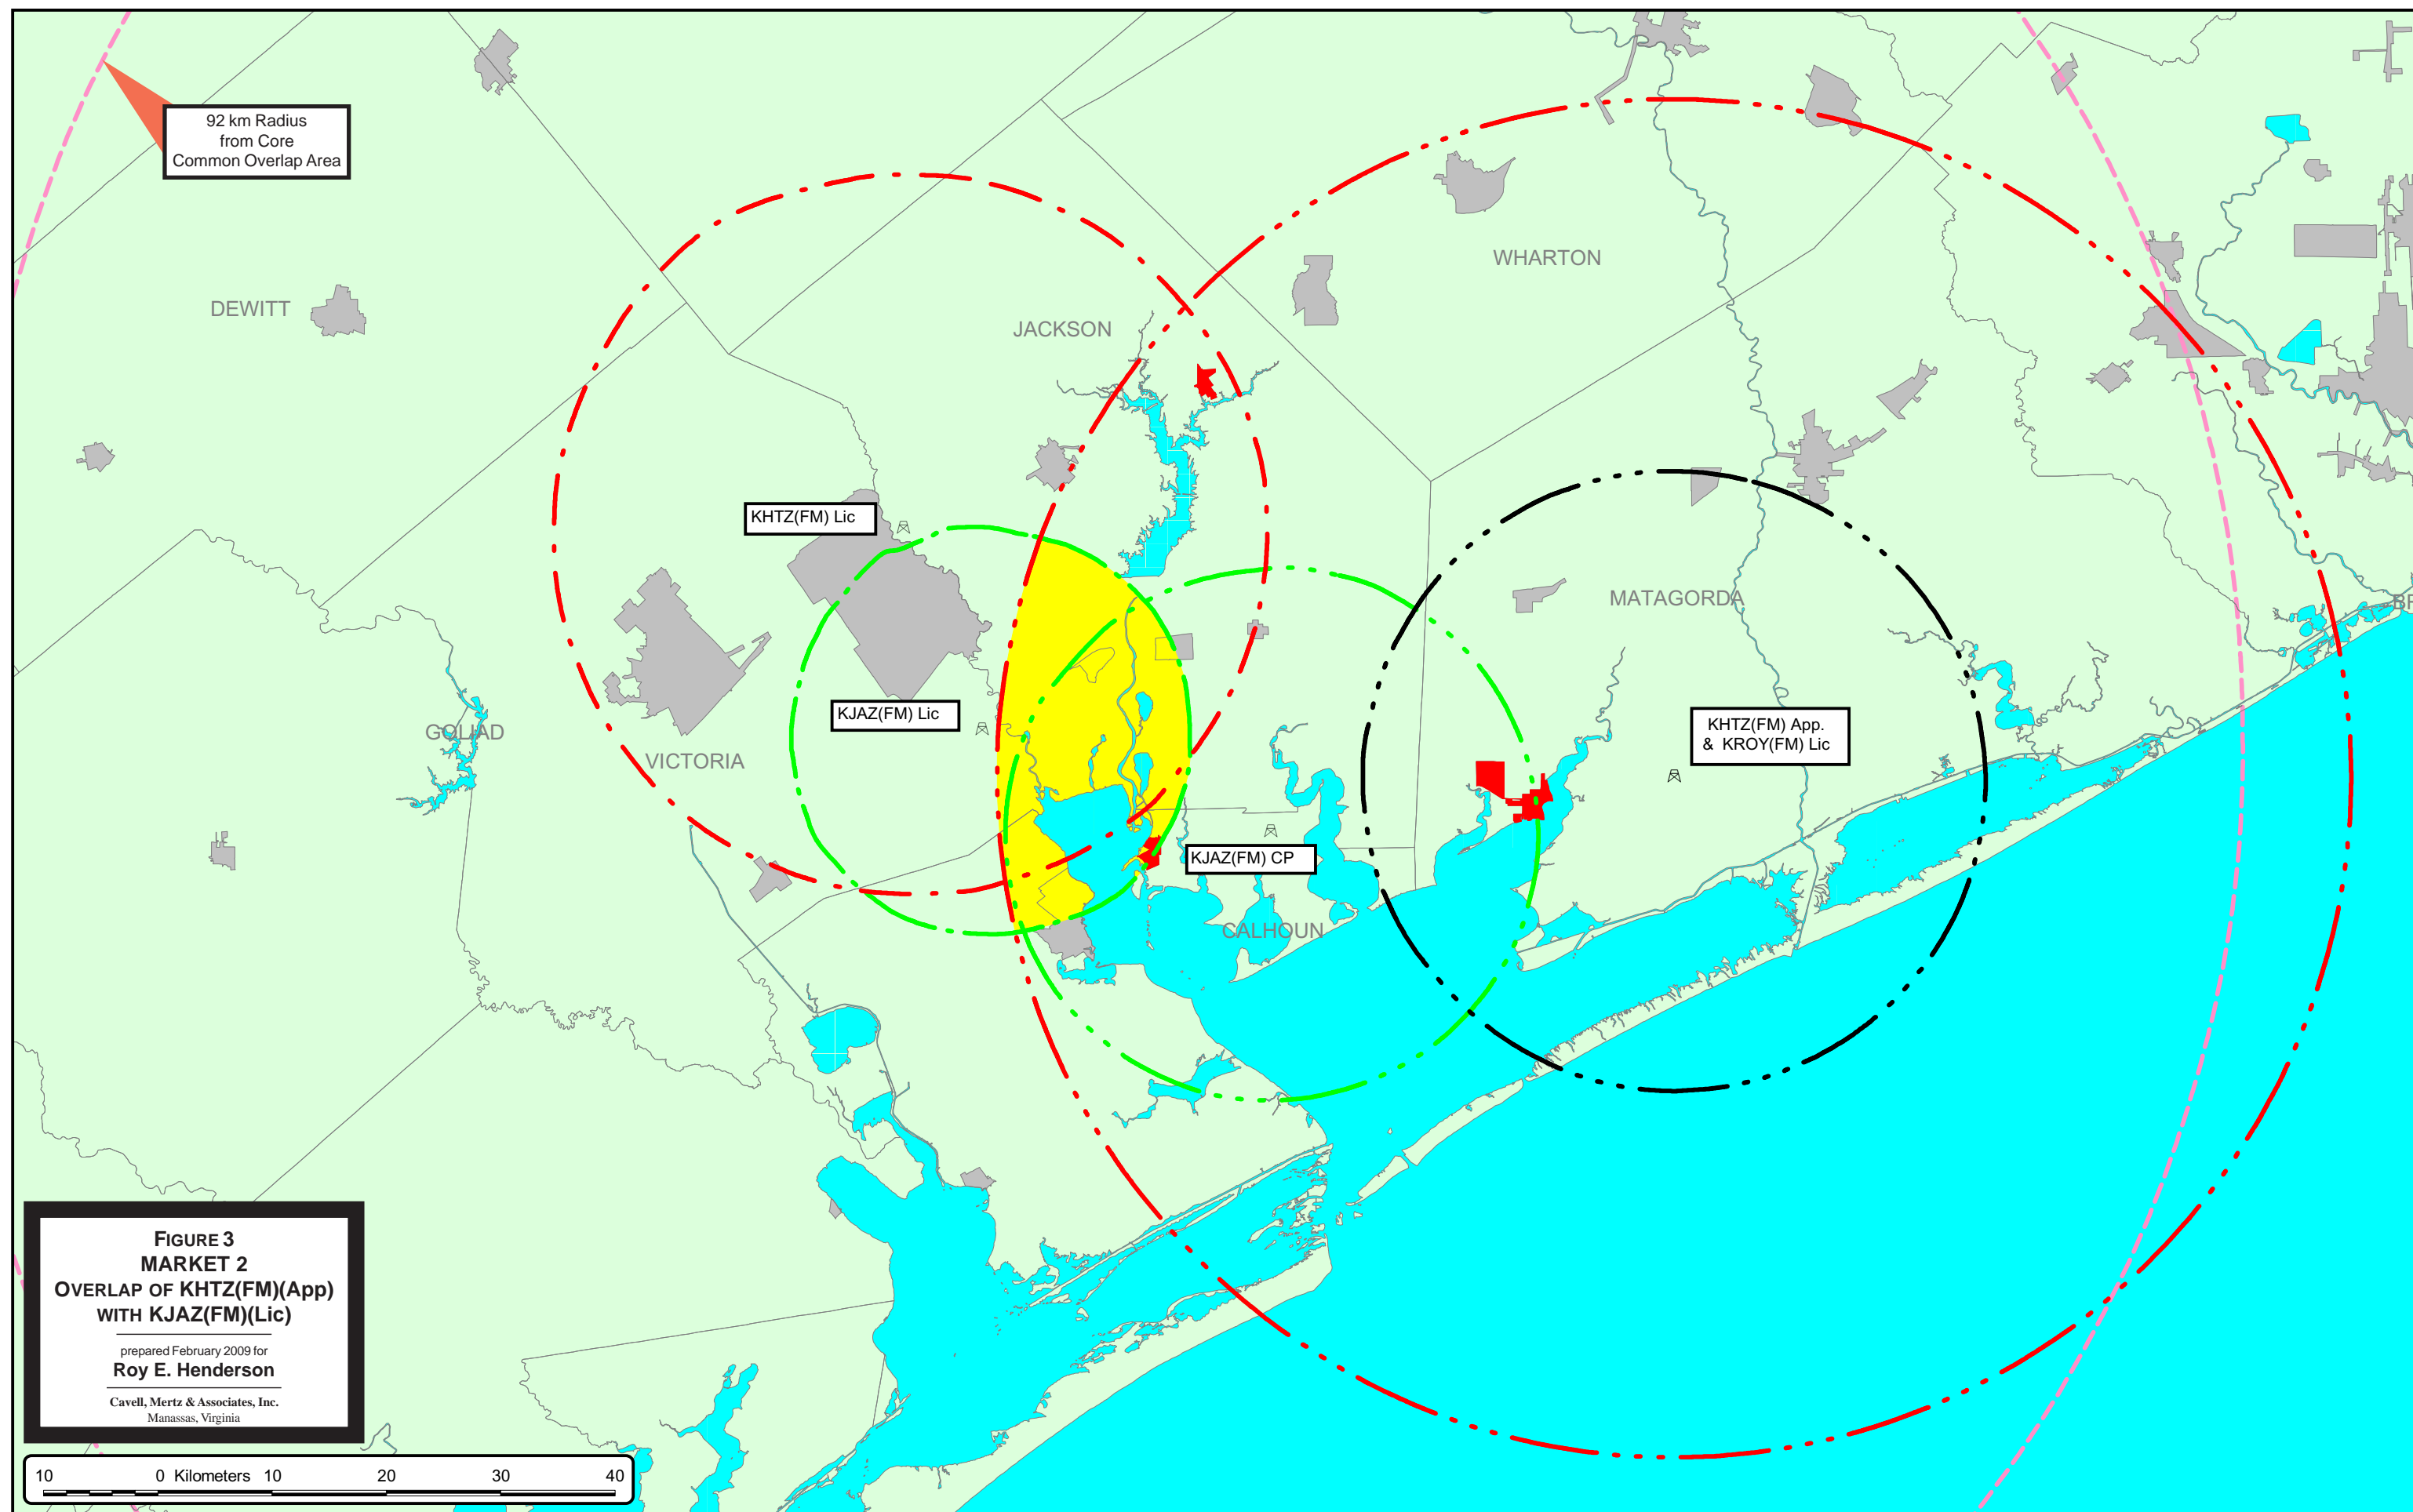 92 km Radius
from Core
Common Overlap Area
WHARTON
DEWITT
JACKSON
KHTZ(FM) Lic
MATAGORDA
KJAZ(FM) Lic
GOLIAD
VICTORIA
KHTZ(FM) App.
& KROY(FM) Lic
KJAZ(FM) CP
CALHOUN
FIGURE 3
MARKET 2
OVERLAP OF KHTZ(FM)(App)
WITH KJAZ(FM)(Lic)
prepared February 2009 for
Roy E. Henderson
Cavell, Mertz & Associates, Inc.
Manassas, Virginia
10 0 Kilometers 10 20 30 40